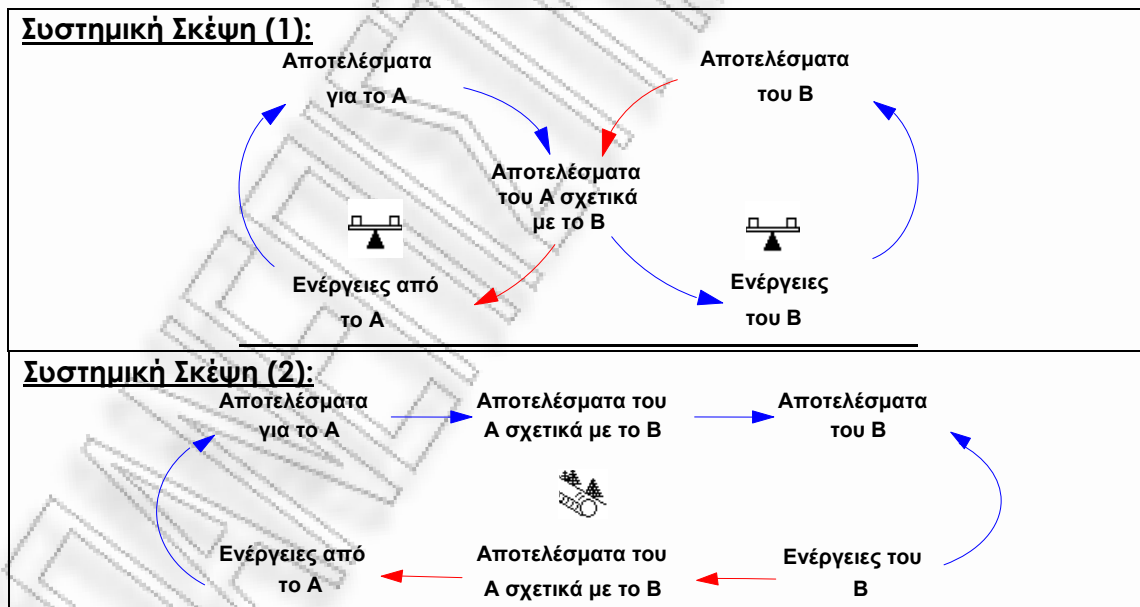 Συστημική Σκέψη (1):
Αποτελέσματα
για το Α
Αποτελέσματα
του Β
Αποτελέσματα
του Α σχετικά
με το Β
Ενέργειες από
το Α
Ενέργειες
του Β
Συστημική Σκέψη (2):
Αποτελέσματα
για το Α
Αποτελέσματα του
Α σχετικά με το Β
Αποτελέσματα
του Β
Ενέργειες από
το Α
Αποτελέσματα του
Α σχετικά με το Β
Ενέργειες του
Β